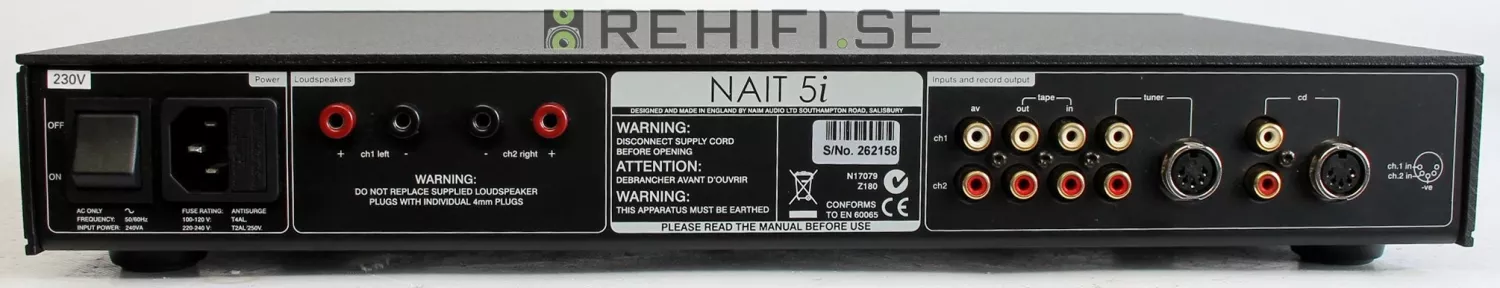 REHIFI.SE
230V
Power
OFF
ON
AC ONLY
FREQUENCY: 50/60Hz
INPUT POWER: 240VA
FUSE RATING: ANTISURGE
100-120 V: T4AL.
220-240 V: T2AL/250V.
Loudspeakers
+ ch1 left - - ch2 right +
WARNING:
DO NOT REPLACE SUPPLIED LOUDSPEAKER
PLUGS WITH INDIVIDUAL 4mm PLUGS
NAIT 5i
DESIGNED AND MADE IN ENGLAND BY NAIM AUDIO LTD SOUTHAMPTON ROAD, SALISBURY
WARNING:
DISCONNECT SUPPLY CORD
BEFORE OPENING
ATTENTION:
DEBRANCHER AVANT D'OUVRIR
WARNING:
THIS APPARATUS MUST BE EARTHED
S/No. 262158
N17079
Z180
CONFORMS
TO EN 60065
CE
PLEASE READ THE MANUAL BEFORE USE
Inputs and record output
av out tape in tuner cd
ch1
ch2
ch.1 in
ch.2 in
-ve